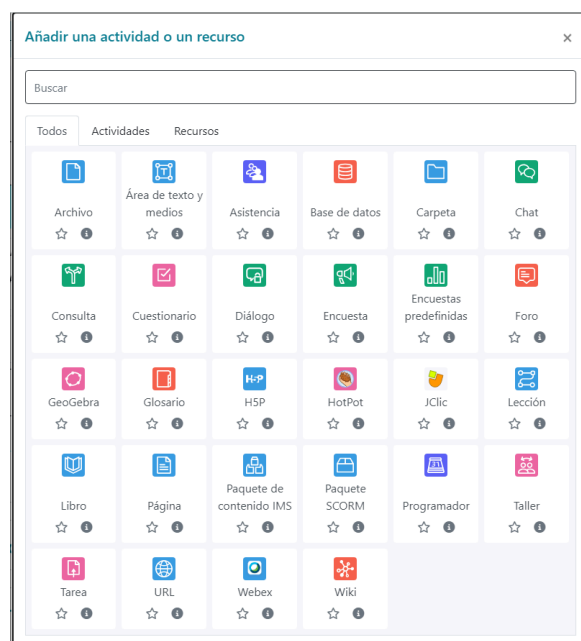 Añadir una actividad o un recurso ×
Buscar
Todos Actividades Recursos
Archivo
Área de texto y
medios
Asistencia
Base de datos
Carpeta
Chat
Consulta
Cuestionario
Diálogo
Encuesta
Encuestas
predefinidas
Foro
GeoGebra
Glosario
H5P
H5P
HotPot
JClic
Lección
Libro
Página
Paquete de
contenido IMS
Paquete
SCORM
Programador
Taller
Tarea
URL
Webex
Wiki